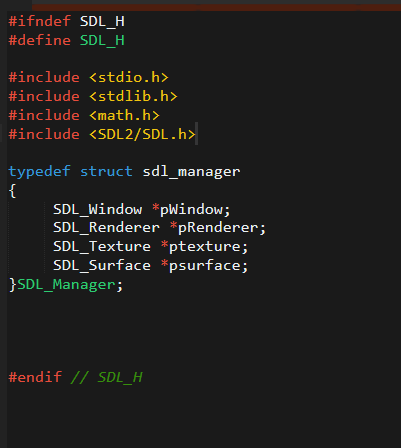 #ifndef SDL_H
#define SDL_H
#include <stdio.h>
#include <stdlib.h>
#include <math.h>
#include <SDL2/SDL.h>
typedef struct sdl_manager
{
SDL_Window *pWindow;
SDL_Renderer *pRenderer;
SDL_Texture *ptexture;
SDL_Surface *psurface;
}SDL_Manager;
#endif // SDL_H